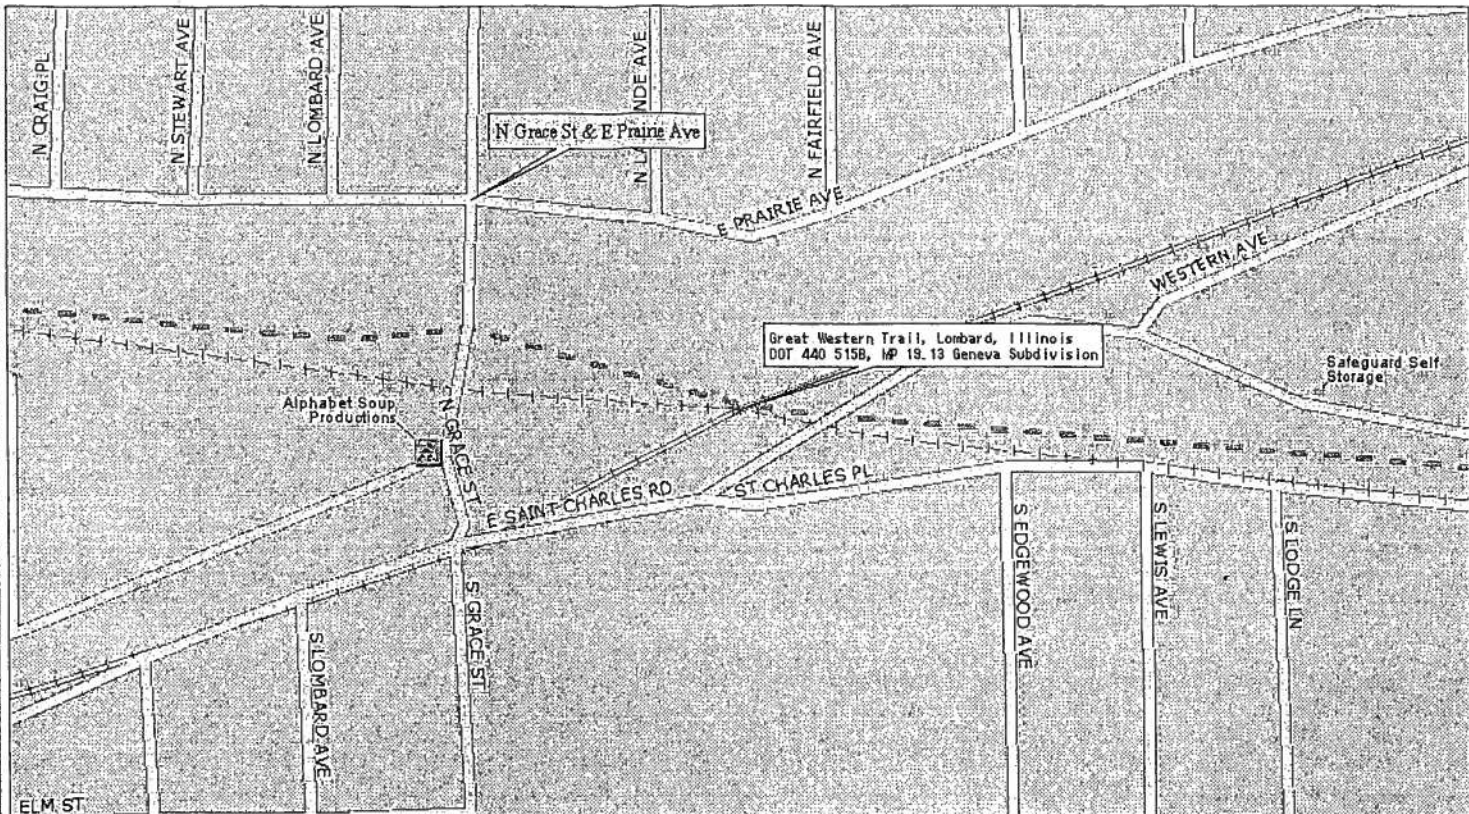 N CRAIG PL
N STEWART AVE
N LOMBARD AVE
NDE AVE
N FAIRFIELD AVE
N Grace St & E Prairie Ave
E PRAIRIE AVE
WESTERN AVE
Great Western Trail, Lombard, Illinois
DOT 440 515B, MP 19.13 Geneva Subdivision
Safeguard Self
Storage
Alphabet Soup
Productions
N GRACE ST
E SAINT CHARLES RD
ST CHARLES PL
S GRACE ST
S LOMBARD AVE
S EDGEWOOD AVE
S LEWIS AVE
S LODGE LN
ELM ST